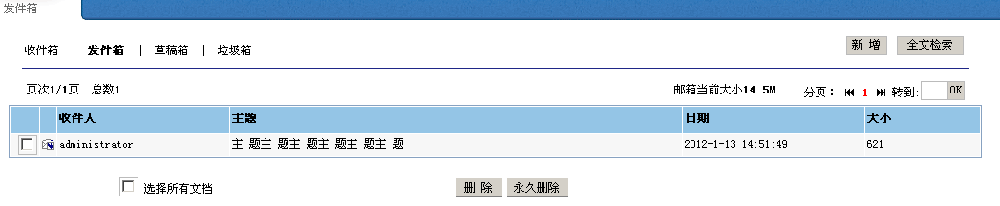 发件箱
收件箱 | 发件箱 | 草稿箱 | 垃圾箱 新 增 全文检索
页次1/1页 总数1 邮箱当前大小14.5M 分页： 1 转到: OK
收件人 主题 日期 大小
administrator 主 题主 题主 题主 题主 题主 题 2012-1-13 14:51:49 621
选择所有文档 删 除 永久删除